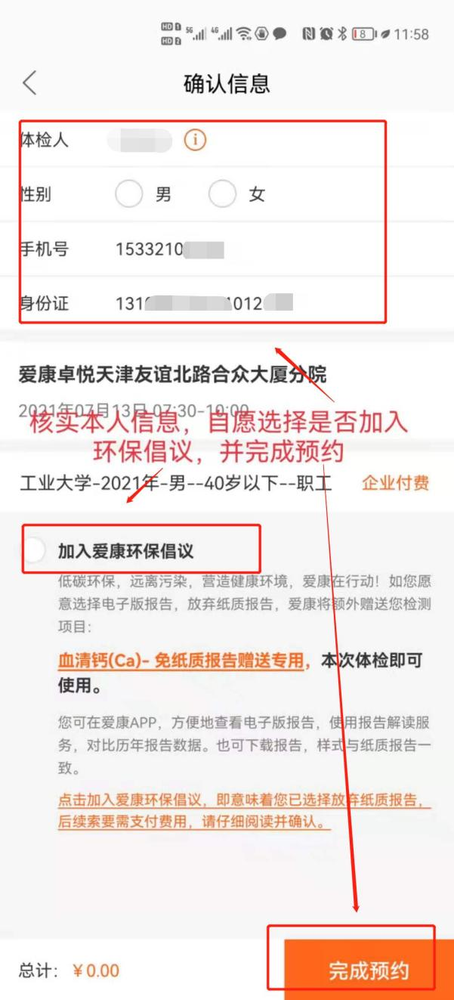 HD 1 HD 2 5G 4G 8 11:58
确认信息
体检人
性别 男 女
手机号 1533210
身份证 131 1012
爱康卓悦天津友谊北路合众大厦分院
2021年07月13日 07:30-10:00
核实本人信息，自愿选择是否加入
环保倡议，并完成预约
工业大学-2021年-男--40岁以下--职工 企业付费
加入爱康环保倡议
低碳环保，远离污染，营造健康环境，爱康在行动！如您愿
意选择电子版报告，放弃纸质报告，爱康将额外赠送您检测
项目：
血清钙(Ca)- 免纸质报告赠送专用，本次体检即可
使用。
您可在爱康APP，方便地查看电子版报告，使用报告解读服
务，对比历年报告数据。也可下载报告，样式与纸质报告一
致。
点击加入爱康环保倡议，即意味着您已选择放弃纸质报告，
后续索要需支付费用，请仔细阅读并确认。
总计： ￥0.00 完成预约